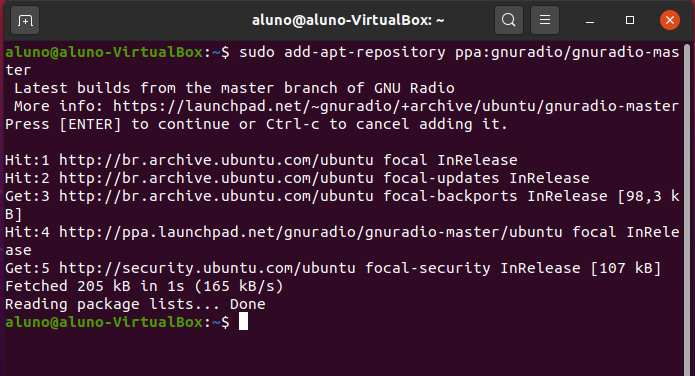 aluno@aluno-VirtualBox: ~
aluno@aluno-VirtualBox:~$ sudo add-apt-repository ppa:gnuradio/gnuradio-mas
ter
 Latest builds from the master branch of GNU Radio
 More info: https://launchpad.net/~gnuradio/+archive/ubuntu/gnuradio-master
Press [ENTER] to continue or Ctrl-c to cancel adding it.

Hit:1 http://br.archive.ubuntu.com/ubuntu focal InRelease
Hit:2 http://br.archive.ubuntu.com/ubuntu focal-updates InRelease
Get:3 http://br.archive.ubuntu.com/ubuntu focal-backports InRelease [98,3 k
B]
Hit:4 http://ppa.launchpad.net/gnuradio/gnuradio-master/ubuntu focal InRele
ase
Get:5 http://security.ubuntu.com/ubuntu focal-security InRelease [107 kB]
Fetched 205 kB in 1s (165 kB/s)
Reading package lists... Done
aluno@aluno-VirtualBox:~$